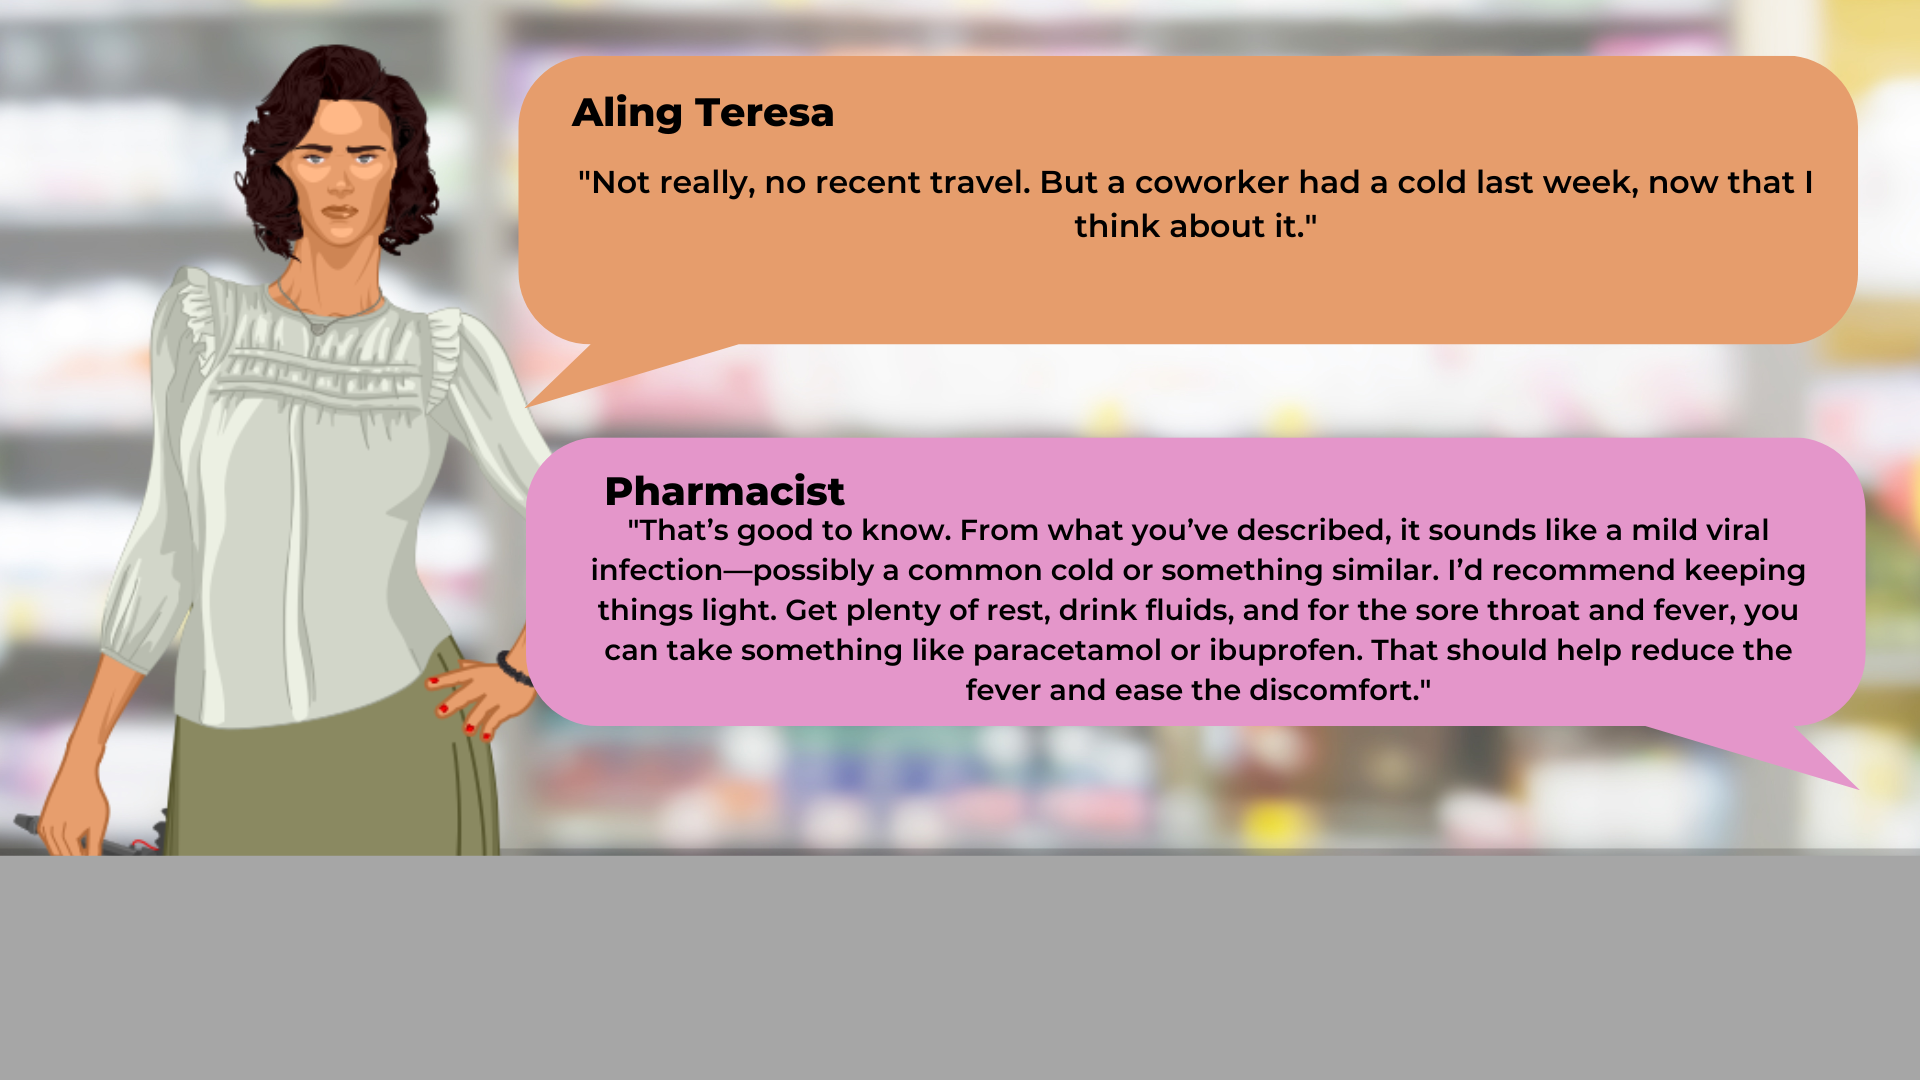 Aling Teresa
"Not really, no recent travel. But a coworker had a cold last week, now that I
think about it."
Pharmacist
"That’s good to know. From what you’ve described, it sounds like a mild viral
infection—possibly a common cold or something similar. I’d recommend keeping
things light. Get plenty of rest, drink fluids, and for the sore throat and fever, you
can take something like paracetamol or ibuprofen. That should help reduce the
fever and ease the discomfort."